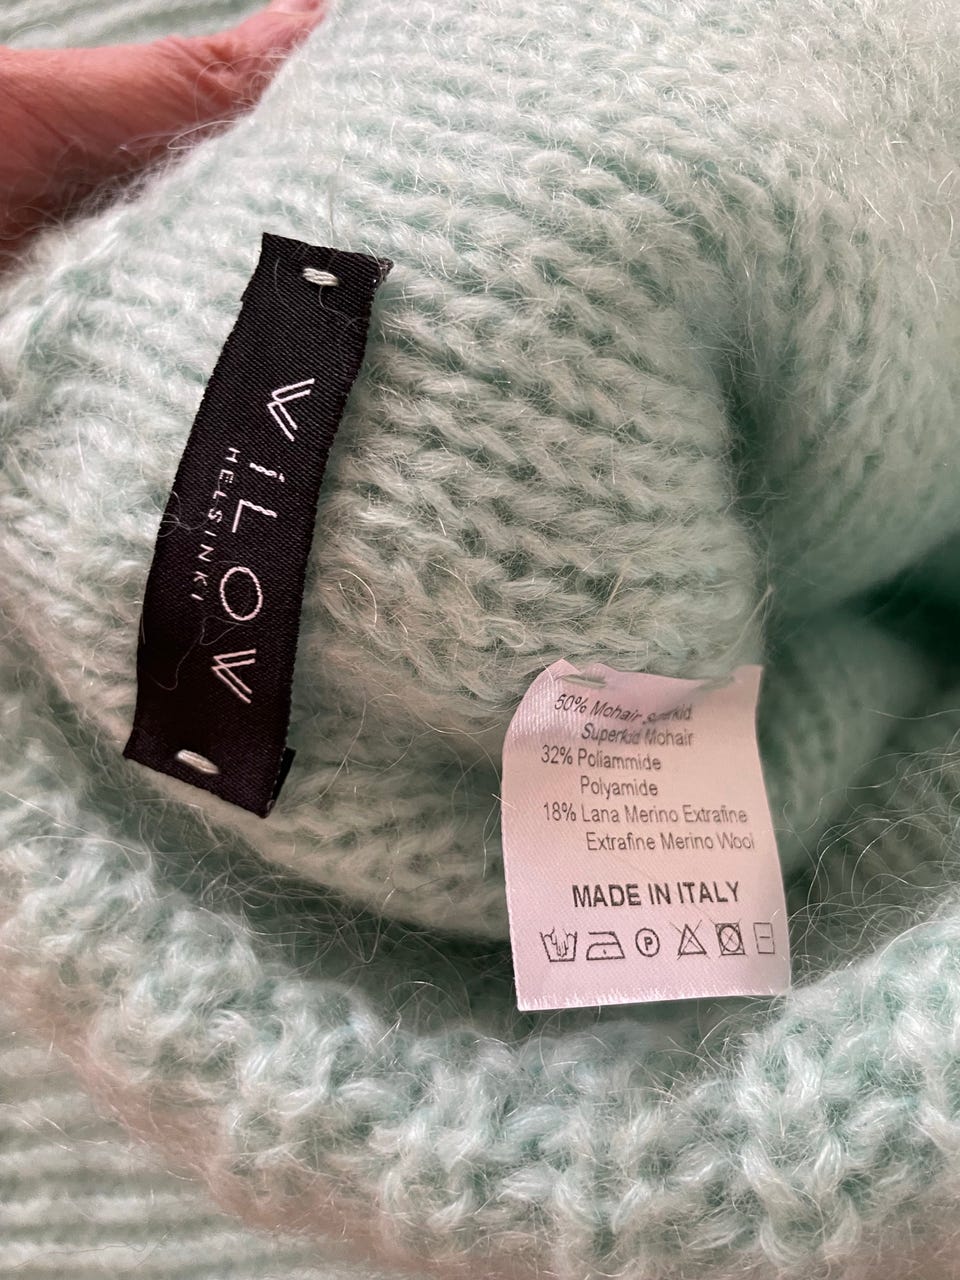 WiLOW
HELSINKI
50% Mohair superkid
Superkid Mohair
32% Poliammide
Polyamide
18% Lana Merino Extrafine
Extrafine Merino Wool
MADE IN ITALY
P